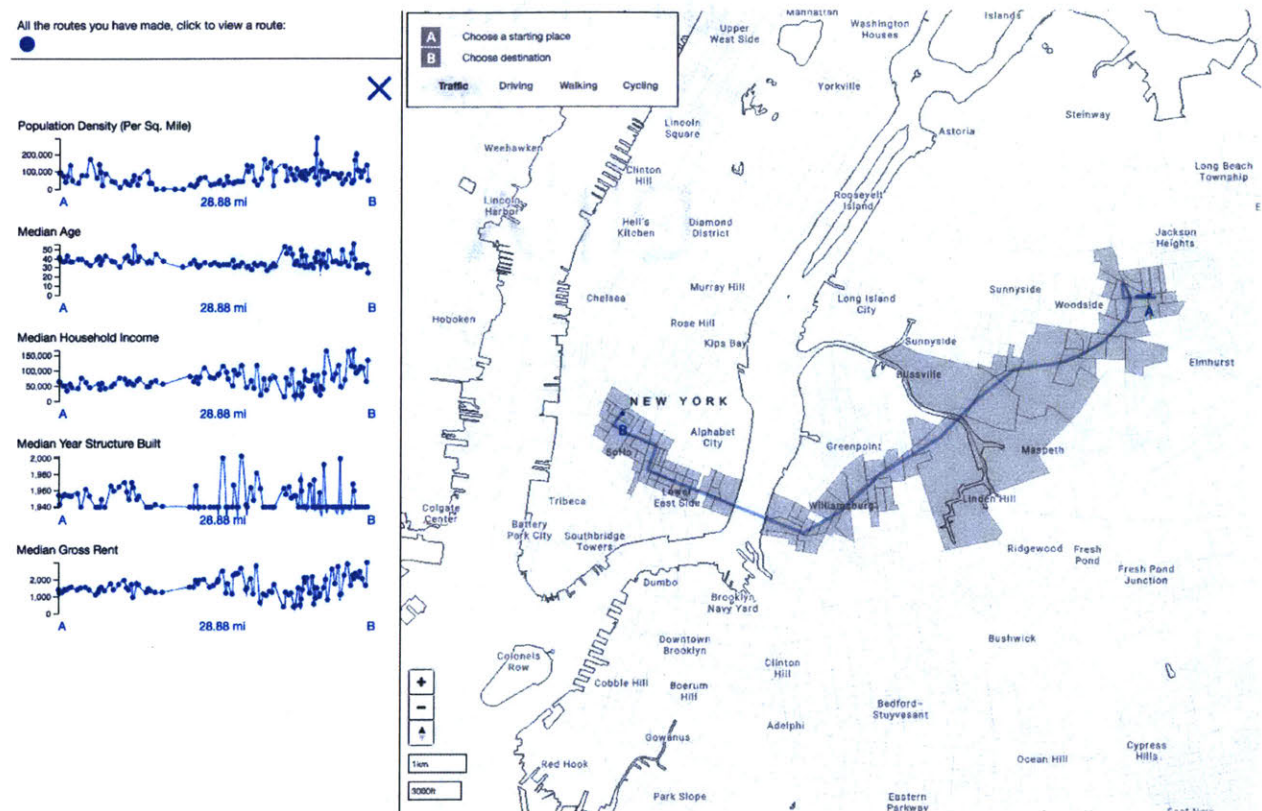 All the routes you have made, click to view a route:
Population Density (Per Sq. Mile)
200,000
100,000
0
A
28.88 mi
B
Median Age
50
40
30
20
10
0
A
28.88 mi
B
Median Household Income
150,000
100,000
50,000
0
A
28.88 mi
B
Median Year Structure Built
2,000
1,980
1,960
1,940
A
28.88 mi
B
Median Gross Rent
2,000
1,000
0
A
28.88 mi
B
A Choose a starting place
B Choose destination
Traffic Driving Walking Cycling
Manhattan
Upper
West Side
Washington
Houses
Islands
Yorkville
Steinway
Lincoln
Square
Astoria
Weehawken
Clinton
Hill
Long Beach
Township
E
Lincoln
Harbor
Roosevelt
Island
Hell's
Kitchen
Diamond
District
Jackson
Heights
Murray Hill
Sunnyside
Chelsea
Long Island
City
Woodside
A
Hoboken
Rose Hill
Kips Bay
Sunnyside
Elmhurst
Blissville
NEW YORK
B
Alphabet
City
SoHo
Greenpoint
Maspeth
Lower
East Side
Tribeca
Williamsburg
Linden Hill
Colgate
Center
Battery
Park City
Southbridge
Towers
Ridgewood
Fresh
Pond
Fresh Pond
Junction
Dumbo
Brooklyn
Navy Yard
Downtown
Brooklyn
Bushwick
Colonels
Row
Clinton
Hill
Cobble Hill
Boerum
Hill
Bedford-
Stuyvesant
Adelphi
Gowanus
Cypress
Hills
Ocean Hill
Red Hook
Park Slope
Eastern
Parkway
+
−
1km
3000ft